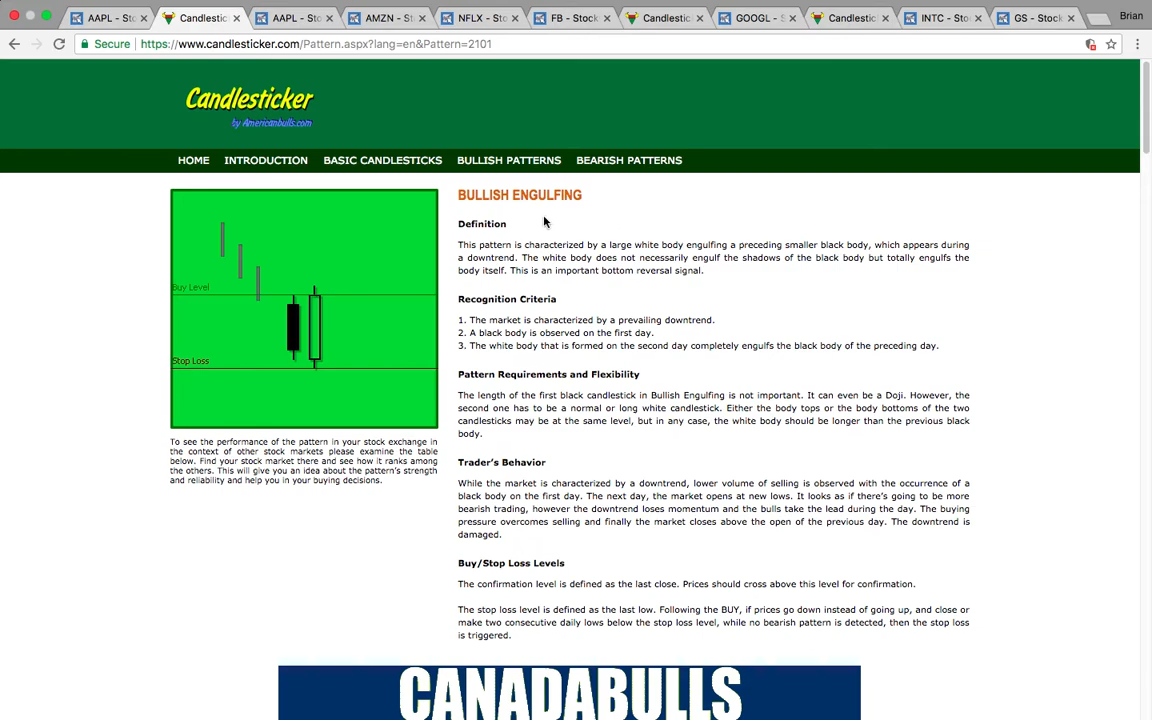 AAPL - Sto
Candlestic
AAPL - Sto
AMZN - St
NFLX - Sto
FB - Stock
Candlestic
GOOGL - S
Candlestic
INTC - Sto
GS - Stock
Brian
Secure
https://www.candlesticker.com/Pattern.aspx?lang=en&Pattern=2101
Candlesticker
by Americanbulls.com
HOME INTRODUCTION BASIC CANDLESTICKS BULLISH PATTERNS BEARISH PATTERNS
Buy Level
Stop Loss
To see the performance of the pattern in your stock exchange in
the context of other stock markets please examine the table
below. Find your stock market there and see how it ranks among
the others. This will give you an idea about the pattern's strength
and reliability and help you in your buying decisions.
BULLISH ENGULFING
Definition
This pattern is characterized by a large white body engulfing a preceding smaller black body, which appears during
a downtrend. The white body does not necessarily engulf the shadows of the black body but totally engulfs the
body itself. This is an important bottom reversal signal.
Recognition Criteria
1. The market is characterized by a prevailing downtrend.
2. A black body is observed on the first day.
3. The white body that is formed on the second day completely engulfs the black body of the preceding day.
Pattern Requirements and Flexibility
The length of the first black candlestick in Bullish Engulfing is not important. It can even be a Doji. However, the
second one has to be a normal or long white candlestick. Either the body tops or the body bottoms of the two
candlesticks may be at the same level, but in any case, the white body should be longer than the previous black
body.
Trader's Behavior
While the market is characterized by a downtrend, lower volume of selling is observed with the occurrence of a
black body on the first day. The next day, the market opens at new lows. It looks as if there's going to be more
bearish trading, however the downtrend loses momentum and the bulls take the lead during the day. The buying
pressure overcomes selling and finally the market closes above the open of the previous day. The downtrend is
damaged.
Buy/Stop Loss Levels
The confirmation level is defined as the last close. Prices should cross above this level for confirmation.
The stop loss level is defined as the last low. Following the BUY, if prices go down instead of going up, and close or
make two consecutive daily lows below the stop loss level, while no bearish pattern is detected, then the stop loss
is triggered.
CANADABULLS